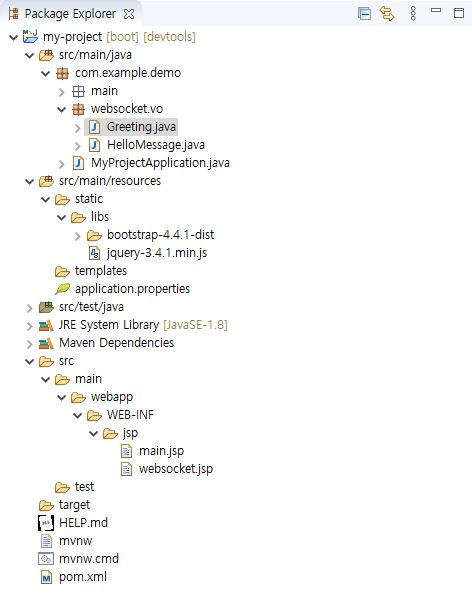 Package Explorer
my-project [boot] [devtools]
src/main/java
com.example.demo
main
websocket.vo
Greeting.java
HelloMessage.java
MyProjectApplication.java
src/main/resources
static
libs
bootstrap-4.4.1-dist
jquery-3.4.1.min.js
templates
application.properties
src/test/java
JRE System Library [JavaSE-1.8]
Maven Dependencies
src
main
webapp
WEB-INF
jsp
main.jsp
websocket.jsp
test
target
HELP.md
mvnw
mvnw.cmd
pom.xml